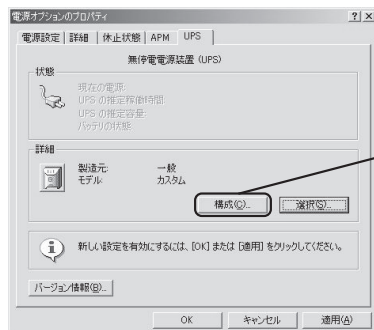 電源オプションのプロパティ ? ×
電源設定 詳細 休止状態 APM UPS
無停電電源装置 (UPS)
状態
現在の電源:
UPS の推定稼働時間:
UPS の推定容量:
バッテリの状態:
詳細
製造元: 一般
モデル: カスタム
構成(C)... 選択(S)...
新しい設定を有効にするには、[OK] または [適用] をクリックしてください。
バージョン情報(B)...
OK キャンセル 適用(A)